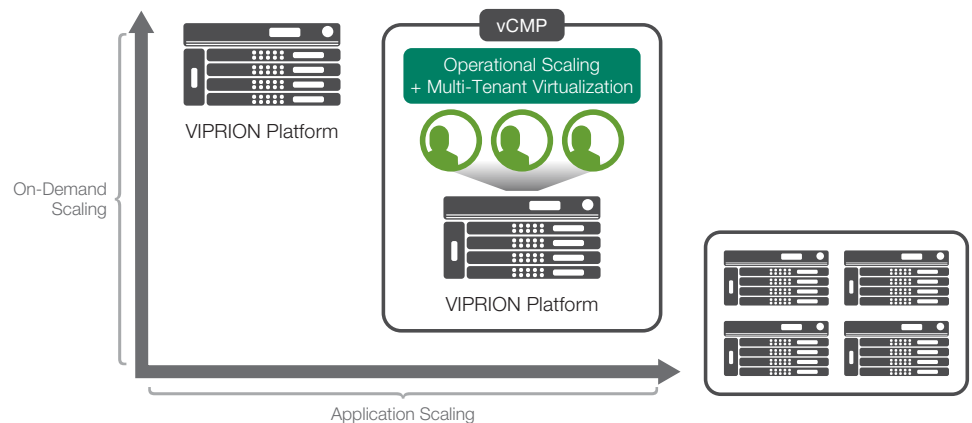 vCMP
Operational Scaling
+ Multi-Tenant Virtualization
VIPRION Platform
On-Demand
Scaling
VIPRION Platform
Application Scaling